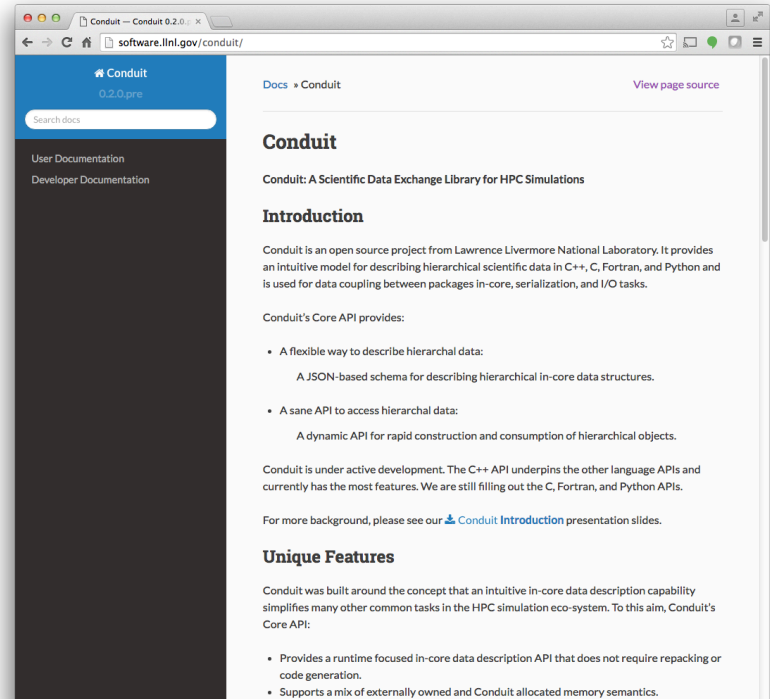 Conduit — Conduit 0.2.0.p
software.llnl.gov/conduit/
Conduit
0.2.0.pre
Search docs
User Documentation
Developer Documentation
Docs » Conduit
View page source
Conduit
Conduit: A Scientific Data Exchange Library for HPC Simulations
Introduction
Conduit is an open source project from Lawrence Livermore National Laboratory. It provides
an intuitive model for describing hierarchical scientific data in C++, C, Fortran, and Python and
is used for data coupling between packages in-core, serialization, and I/O tasks.
Conduit's Core API provides:
• A flexible way to describe hierarchal data:
A JSON-based schema for describing hierarchical in-core data structures.
• A sane API to access hierarchal data:
A dynamic API for rapid construction and consumption of hierarchical objects.
Conduit is under active development. The C++ API underpins the other language APIs and
currently has the most features. We are still filling out the C, Fortran, and Python APIs.
For more background, please see our Conduit Introduction presentation slides.
Unique Features
Conduit was built around the concept that an intuitive in-core data description capability
simplifies many other common tasks in the HPC simulation eco-system. To this aim, Conduit's
Core API:
• Provides a runtime focused in-core data description API that does not require repacking or
code generation.
• Supports a mix of externally owned and Conduit allocated memory semantics.